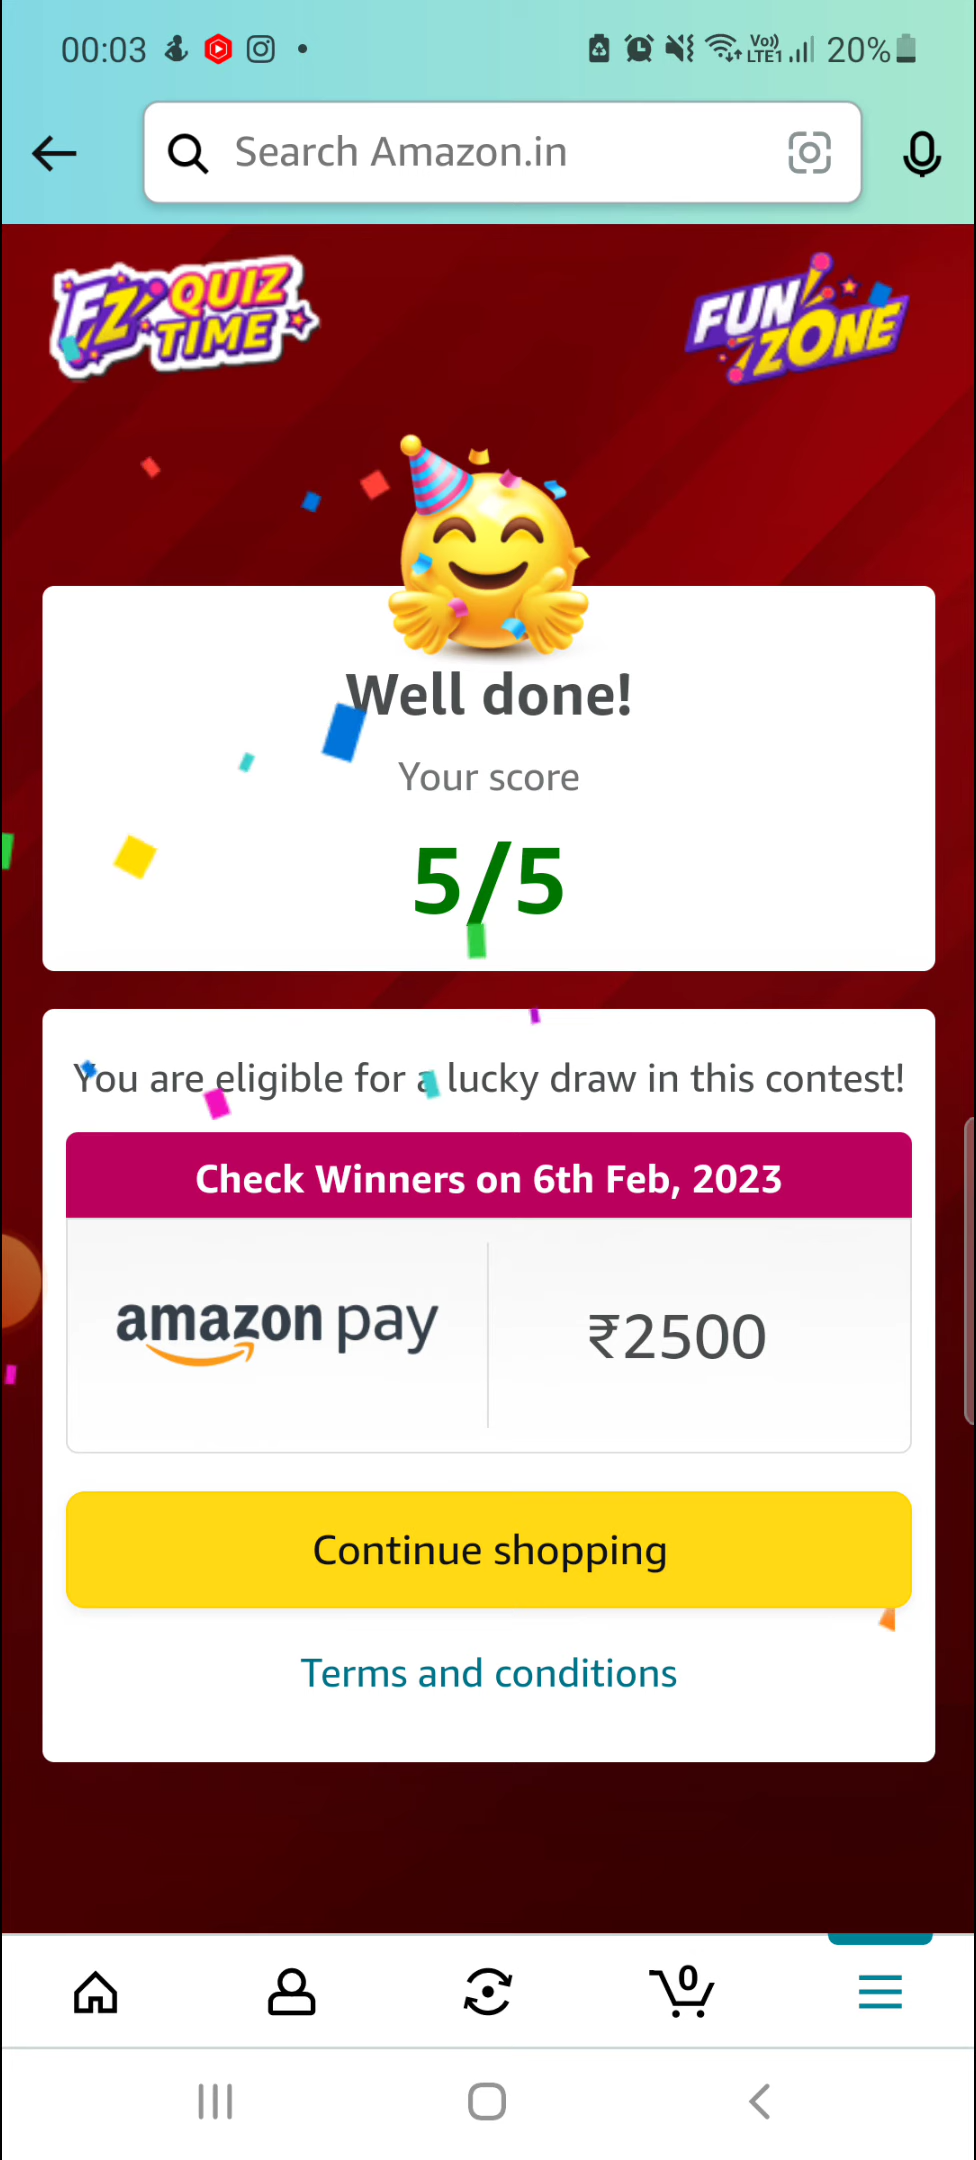 00:03
Vo)) LTE1 20%
Search Amazon.in
FZ QUIZ TIME
FUN ZONE
Well done!
Your score
5/5
You are eligible for a lucky draw in this contest!
Check Winners on 6th Feb, 2023
amazon pay
₹2500
Continue shopping
Terms and conditions
0